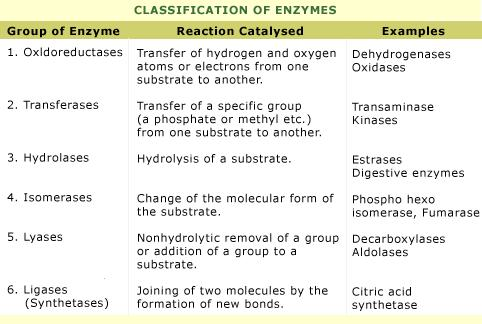 CLASSIFICATION OF ENZYMES
Group of Enzyme Reaction Catalysed Examples
1. Oxldoreductases Transfer of hydrogen and oxygen Dehydrogenases
atoms or electrons from one Oxidases
substrate to another.
2. Transferases Transfer of a specific group Transaminase
(a phosphate or methyl etc.) Kinases
from one substrate to another.
3. Hydrolases Hydrolysis of a substrate. Estrases
Digestive enzymes
4. Isomerases Change of the molecular form of Phospho hexo
the substrate. isomerase, Fumarase
5. Lyases Nonhydrolytic removal of a group Decarboxylases
or addition of a group to a Aldolases
substrate.
6. Ligases Joining of two molecules by the Citric acid
(Synthetases) formation of new bonds. synthetase